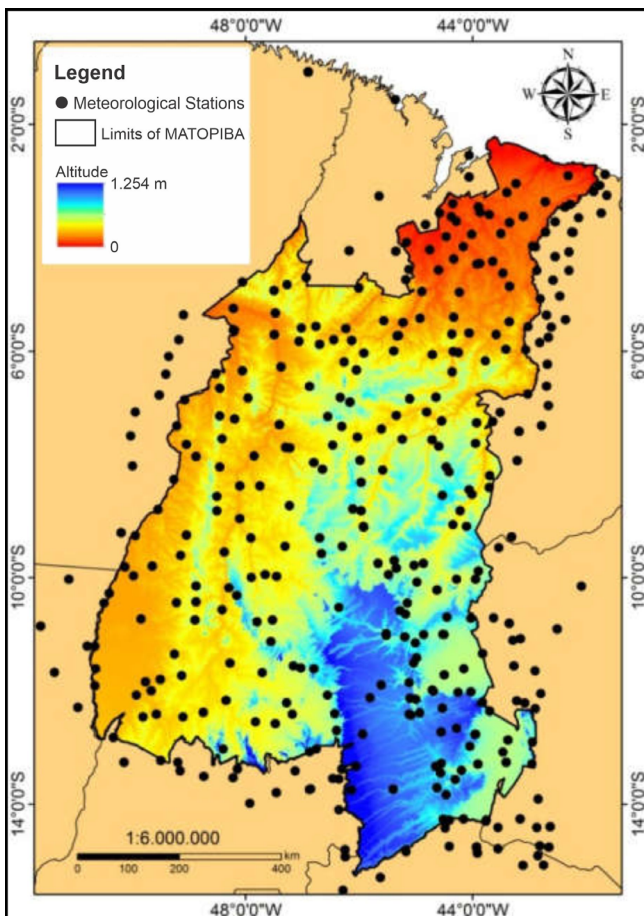 48°0'0"W 44°0'0"W
Legend
Meteorological Stations
Limits of MATOPIBA
Altitude
1.254 m
0
N
W E
S
2°0'0"S
2°0'0"S
6°0'0"S
6°0'0"S
10°0'0"S
10°0'0"S
14°0'0"S
14°0'0"S
1:6.000.000
km
0 100 200 400
48°0'0"W 44°0'0"W